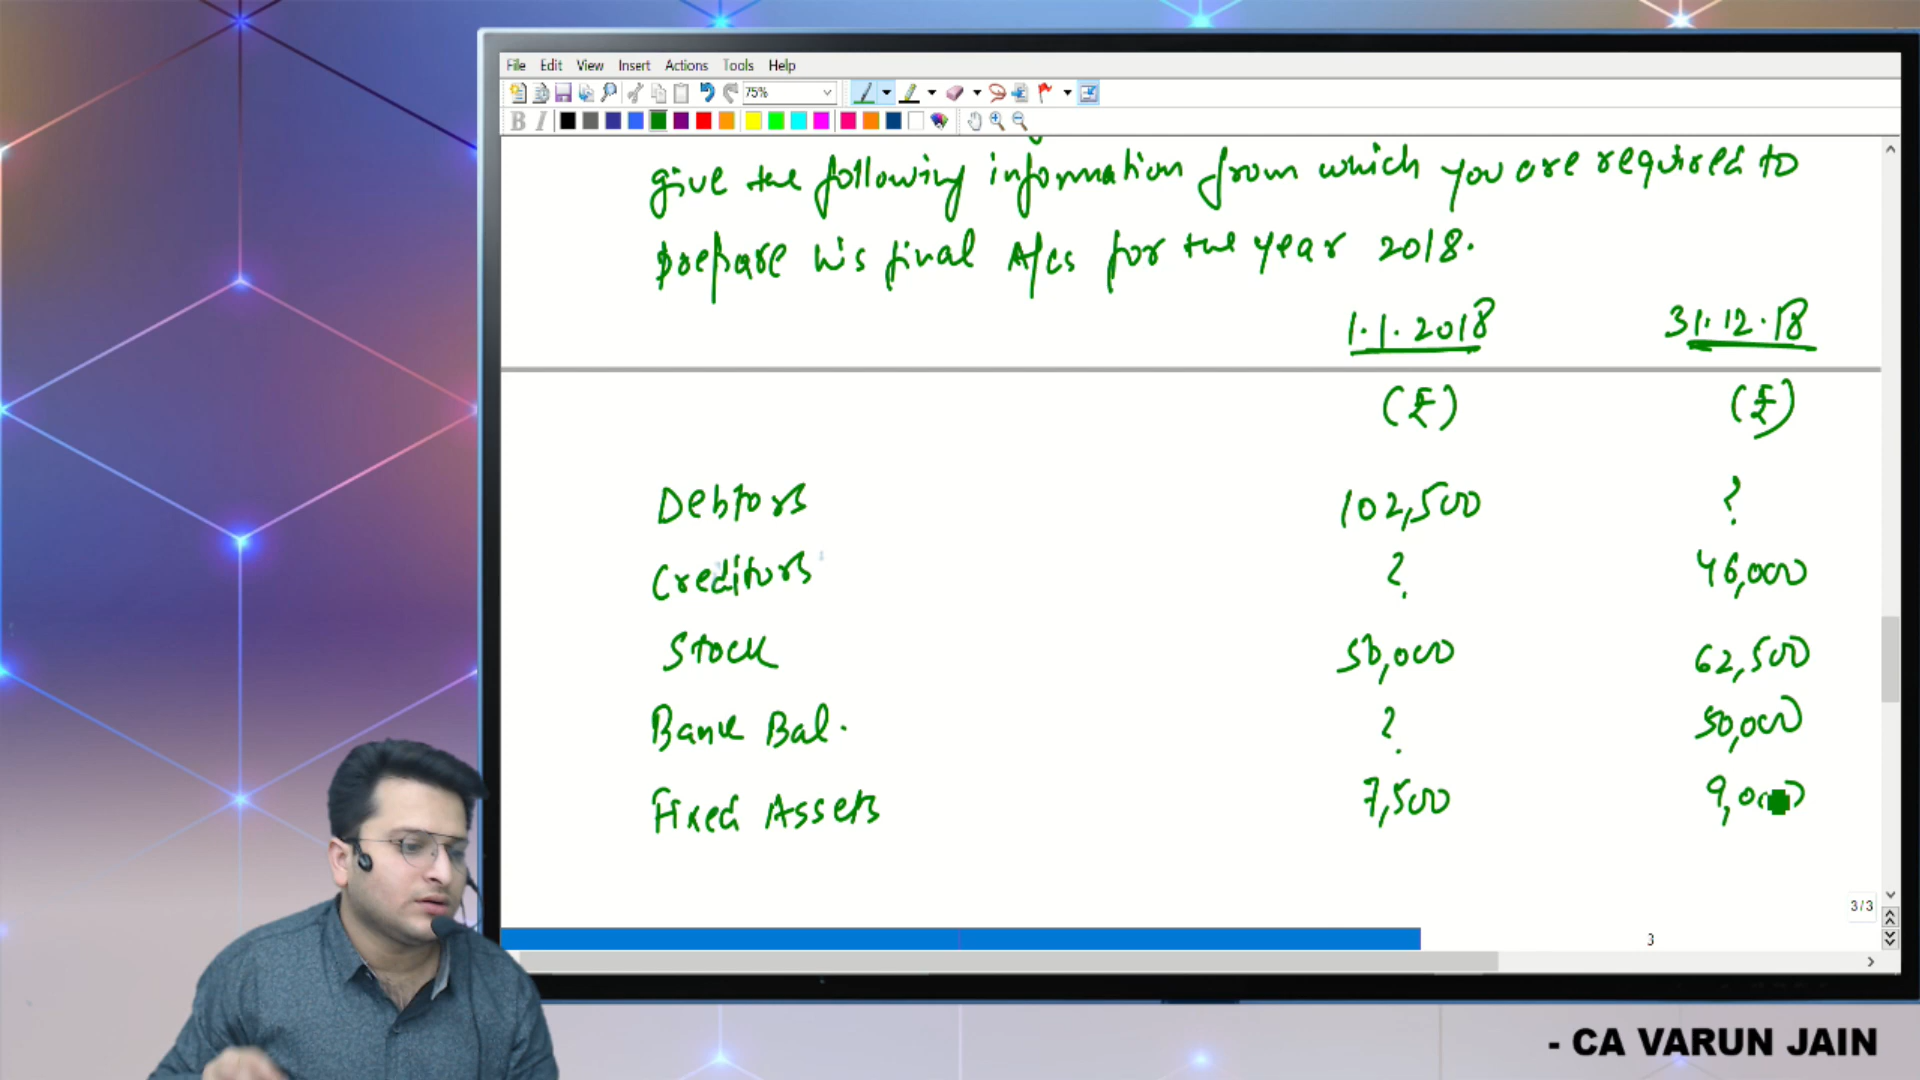 File Edit View Insert Actions Tools Help
75%
B I
give the following information from which you are required to
prepare his final A/cs for the year 2018.
1.1.2018 31.12.18
(₹) (₹)
Debtors 102,500 ?
Creditors ? 46,000
Stock 50,000 62,500
Bank Bal. ? 50,000
Fixed Assets 7,500 9,000
3/3
3
- CA VARUN JAIN